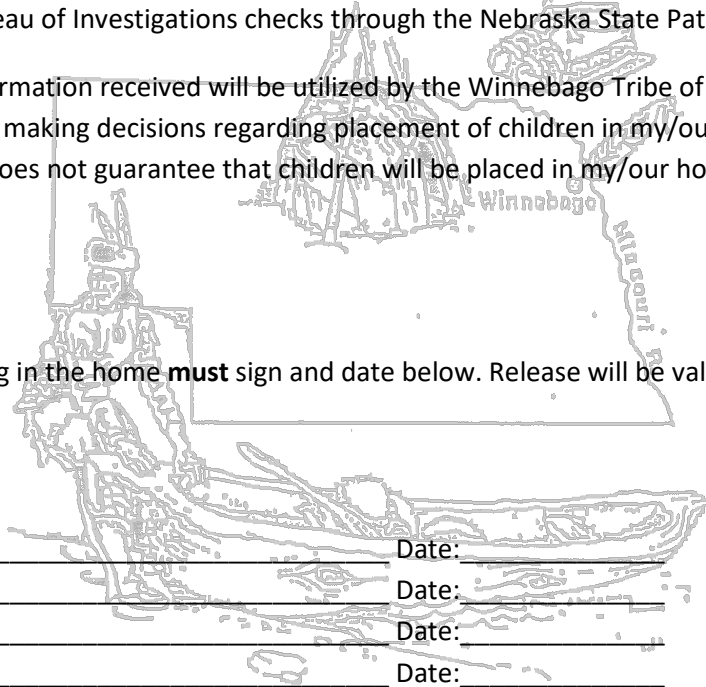 eau of Investigations checks through the Nebraska State Pat
rmation received will be utilized by the Winnebago Tribe of
making decisions regarding placement of children in my/ou
oes not guarantee that children will be placed in my/our ho
Winnebago
Missouri
g in the home must sign and date below. Release will be val
Date:
Date:
Date:
Date: